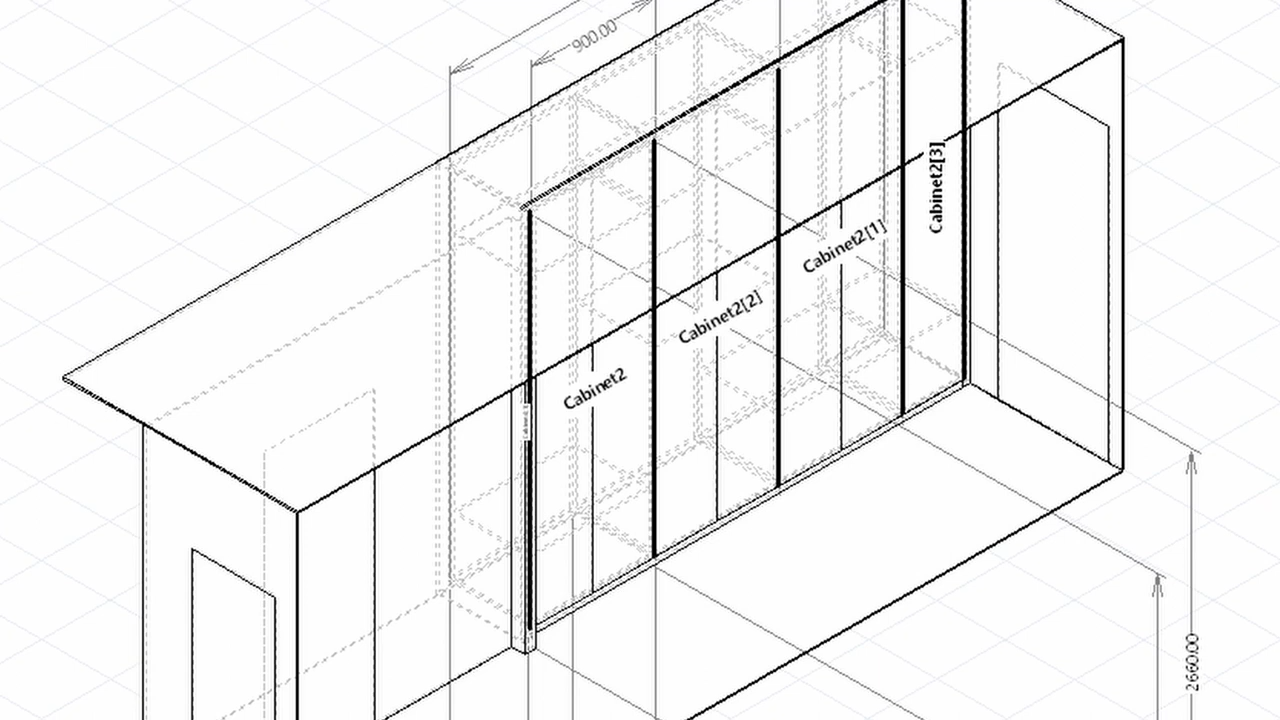 900.00
Cabinet2[3]
Cabinet2[1]
Cabinet2[2]
Cabinet2
2660.00